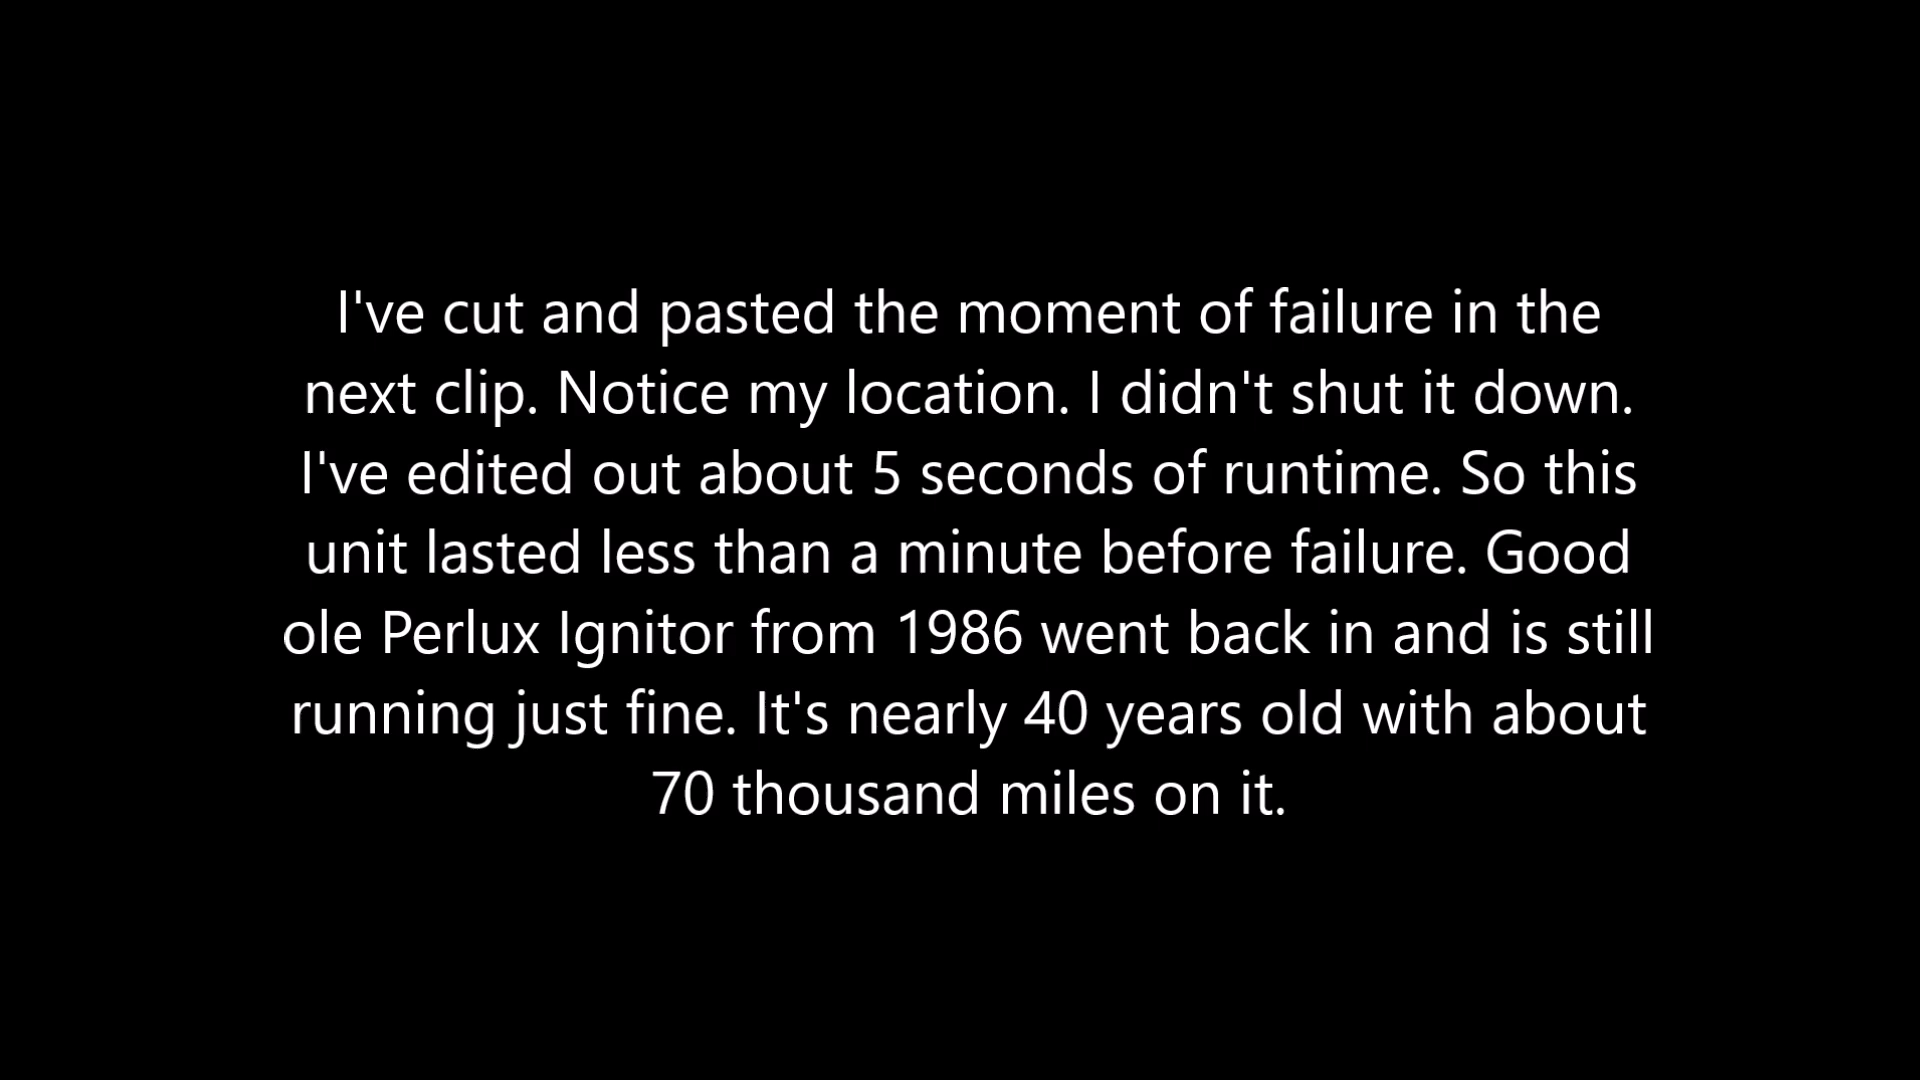 I've cut and pasted the moment of failure in the
next clip. Notice my location. I didn't shut it down.
I've edited out about 5 seconds of runtime. So this
unit lasted less than a minute before failure. Good
ole Perlux Ignitor from 1986 went back in and is still
running just fine. It's nearly 40 years old with about
70 thousand miles on it.